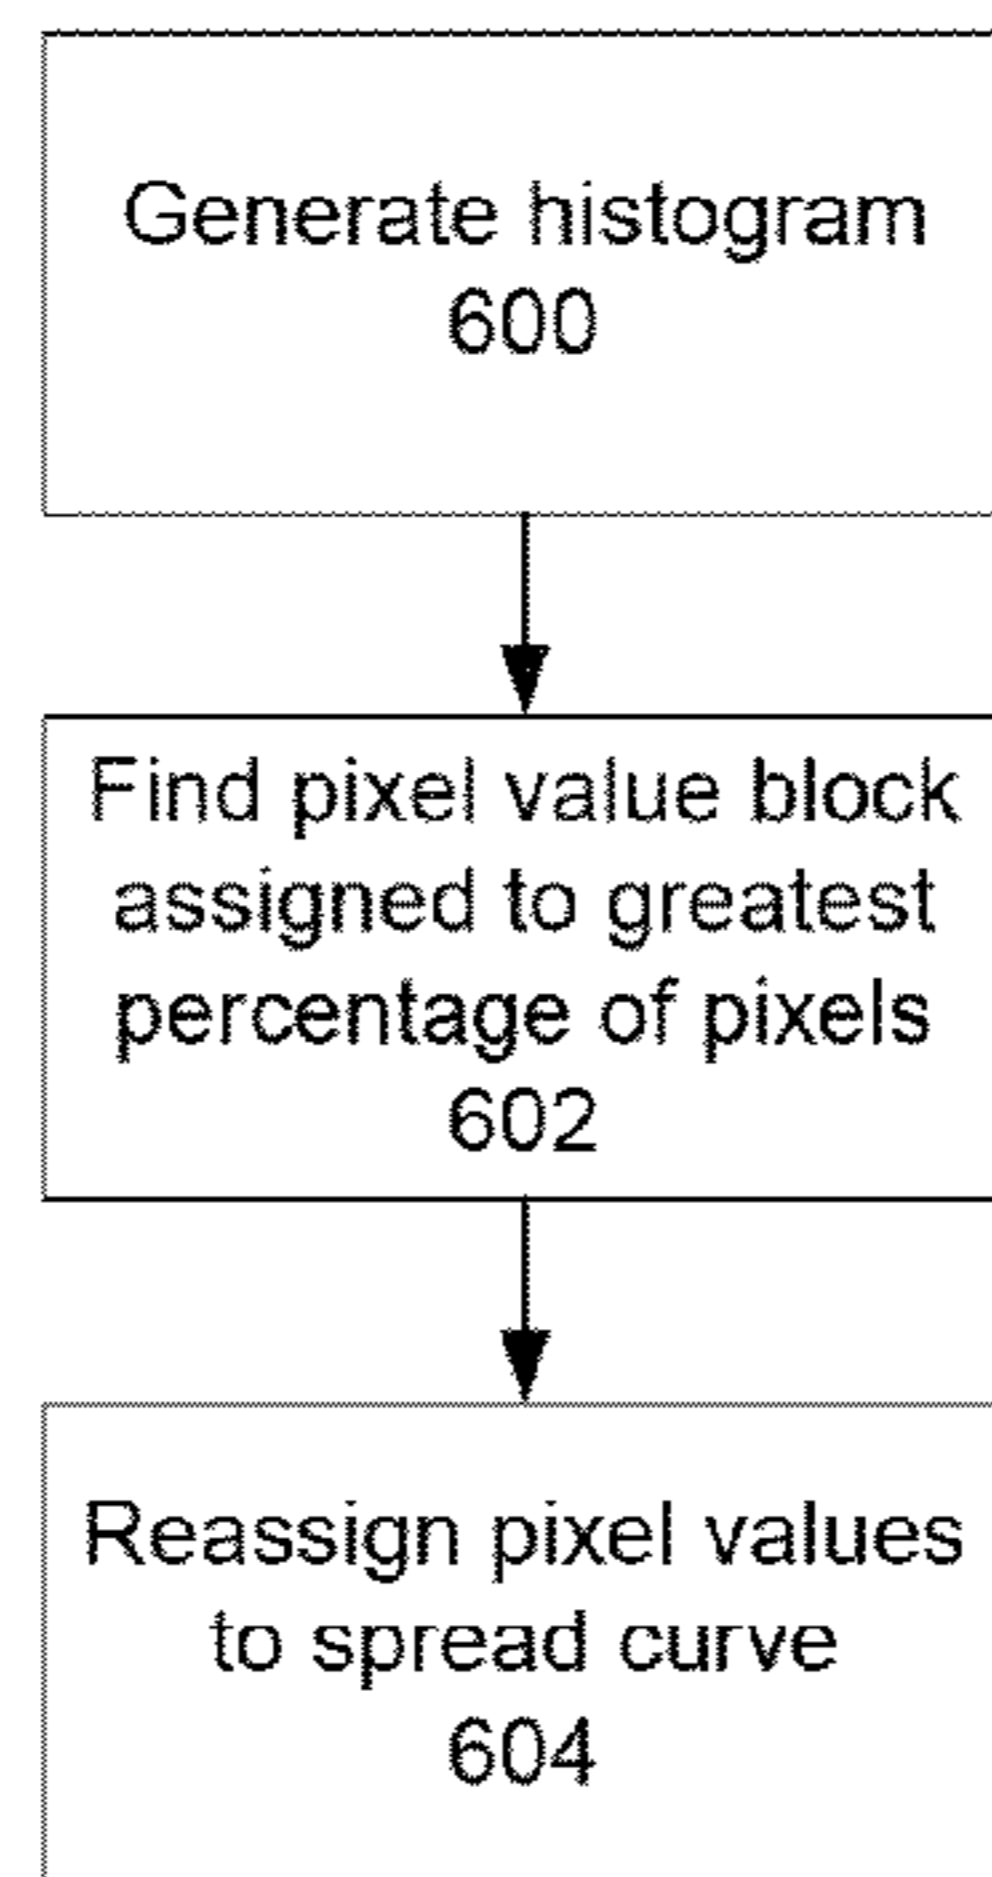 Generate histogram
600
Find pixel value block
assigned to greatest
percentage of pixels
602
Reassign pixel values
to spread curve
604